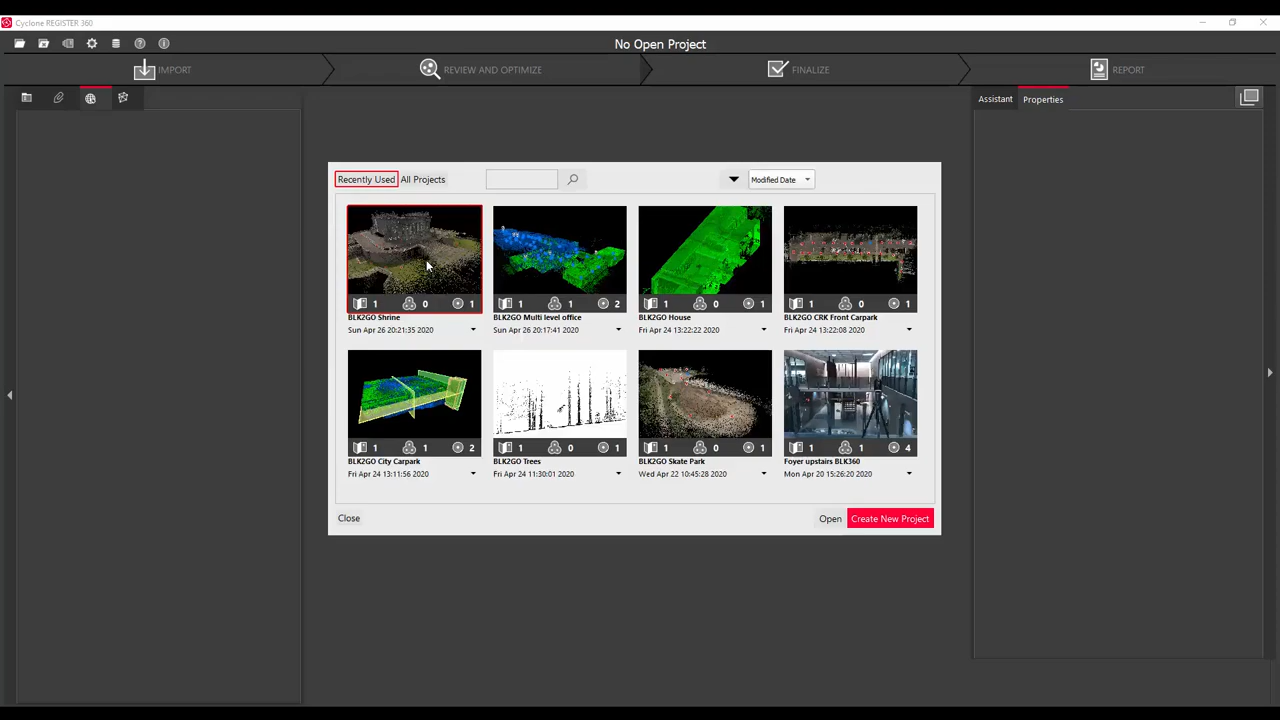 Cyclone REGISTER 360
No Open Project
IMPORT
REVIEW AND OPTIMIZE
FINALIZE
REPORT
Assistant
Properties
Recently Used
All Projects
Modified Date
1 0 1
1 1 2
1 0 1
1 0 1
BLK2GO Shrine
BLK2GO Multi level office
BLK2GO House
BLK2GO CRK Front Carpark
Sun Apr 26 20:21:35 2020
Sun Apr 26 20:17:41 2020
Fri Apr 24 13:22:22 2020
Fri Apr 24 13:22:08 2020
1 1 2
1 0 1
1 0 1
1 1 4
BLK2GO City Carpark
BLK2GO Trees
BLK2GO Skate Park
Foyer upstairs BLK360
Fri Apr 24 13:11:56 2020
Fri Apr 24 11:30:01 2020
Wed Apr 22 10:45:28 2020
Mon Apr 20 15:26:20 2020
Close
Open
Create New Project